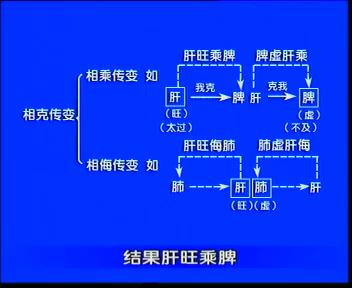 肝旺乘脾 脾虚肝乘
相乘传变 如
我克 克我
肝 脾 肝 脾
(旺) (虚)
(太过) (不及)
相克传变
肝旺侮肺 肺虚肝侮
相侮传变 如
肺 肝 肺 肝
(旺) (虚)
结果肝旺乘脾